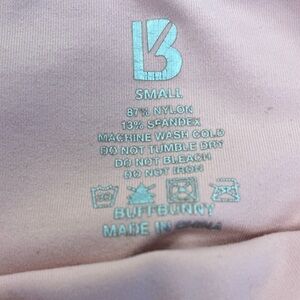 B
SMALL
87% NYLON
13% SPANDEX
MACHINE WASH COLD
DO NOT TUMBLE DRY
DO NOT BLEACH
DO NOT IRON
BUFFBUNNY
MADE IN CHINA